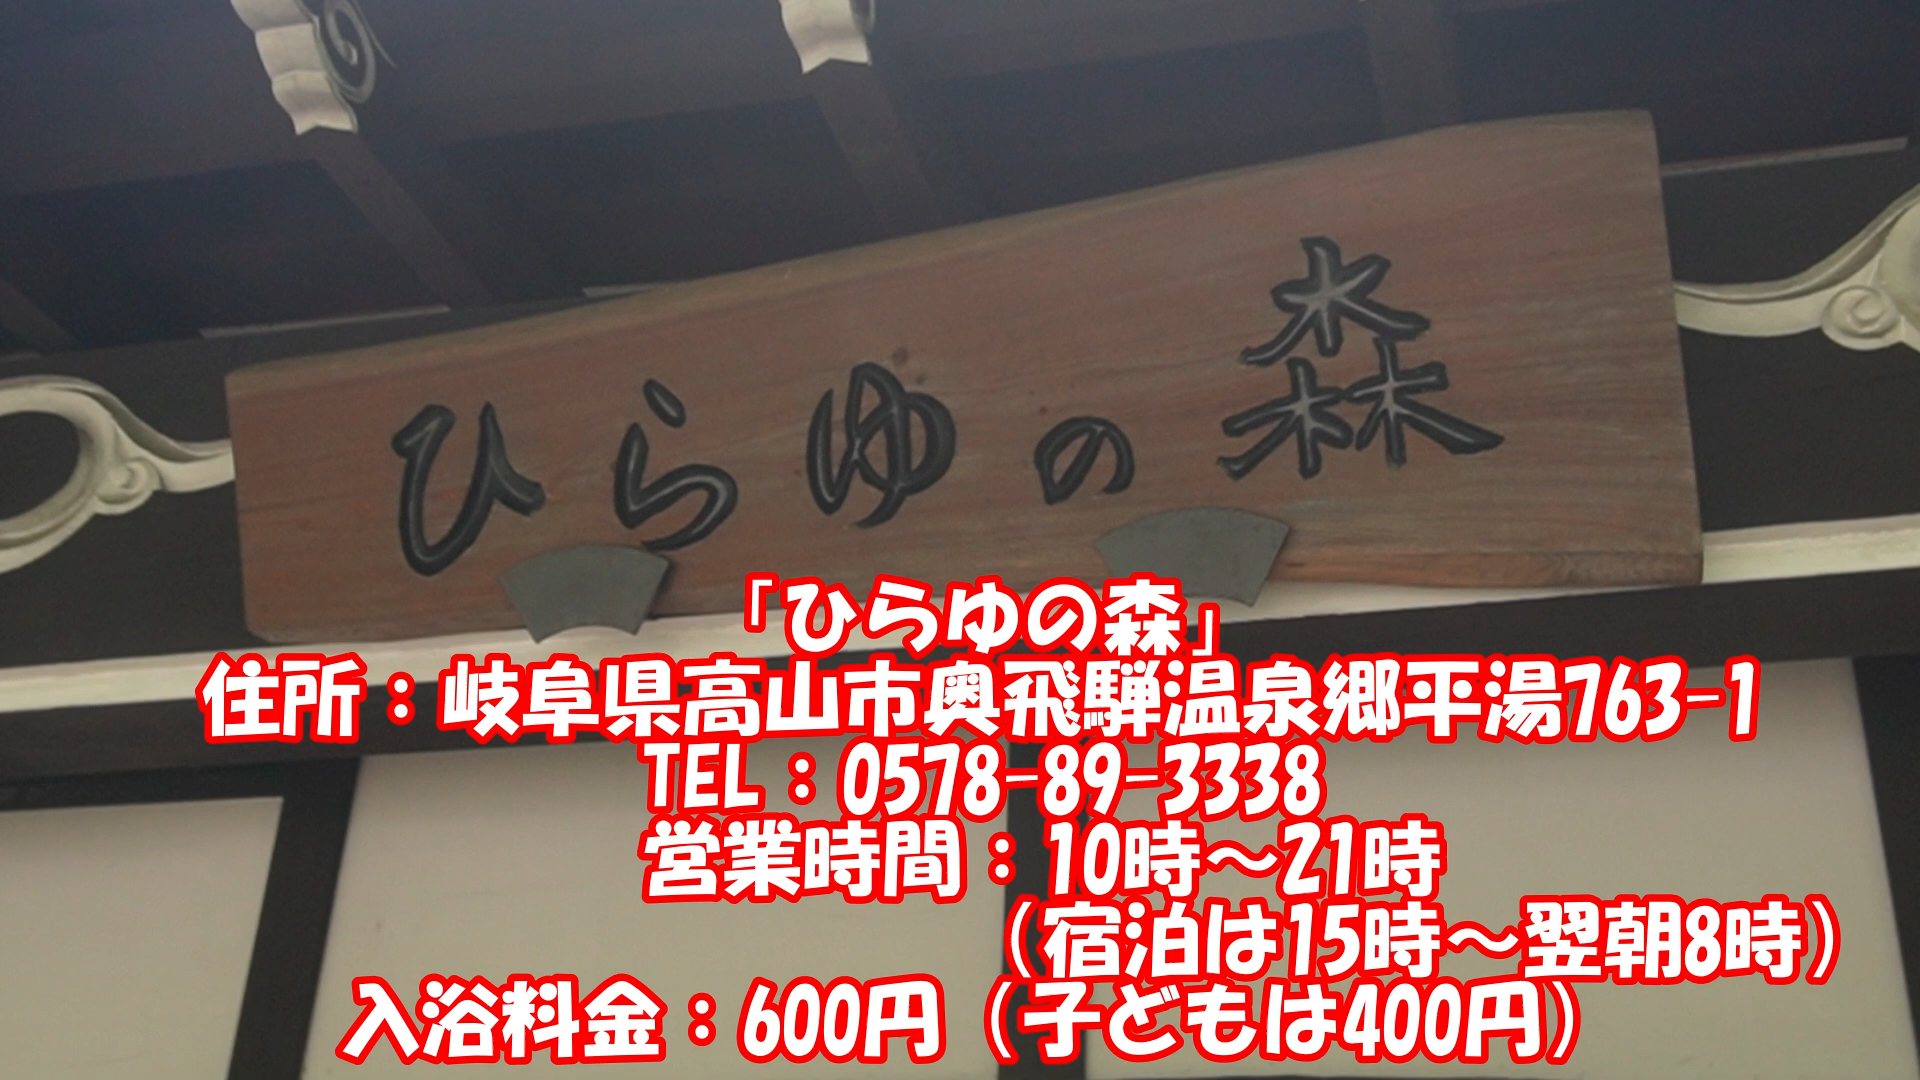 ひらゆの森
「ひらゆの森」
住所：岐阜県高山市奥飛騨温泉郷平湯763-1
TEL：0578-89-3338
営業時間：10時～21時
（宿泊は15時～翌朝8時）
入浴料金：600円（子どもは400円）